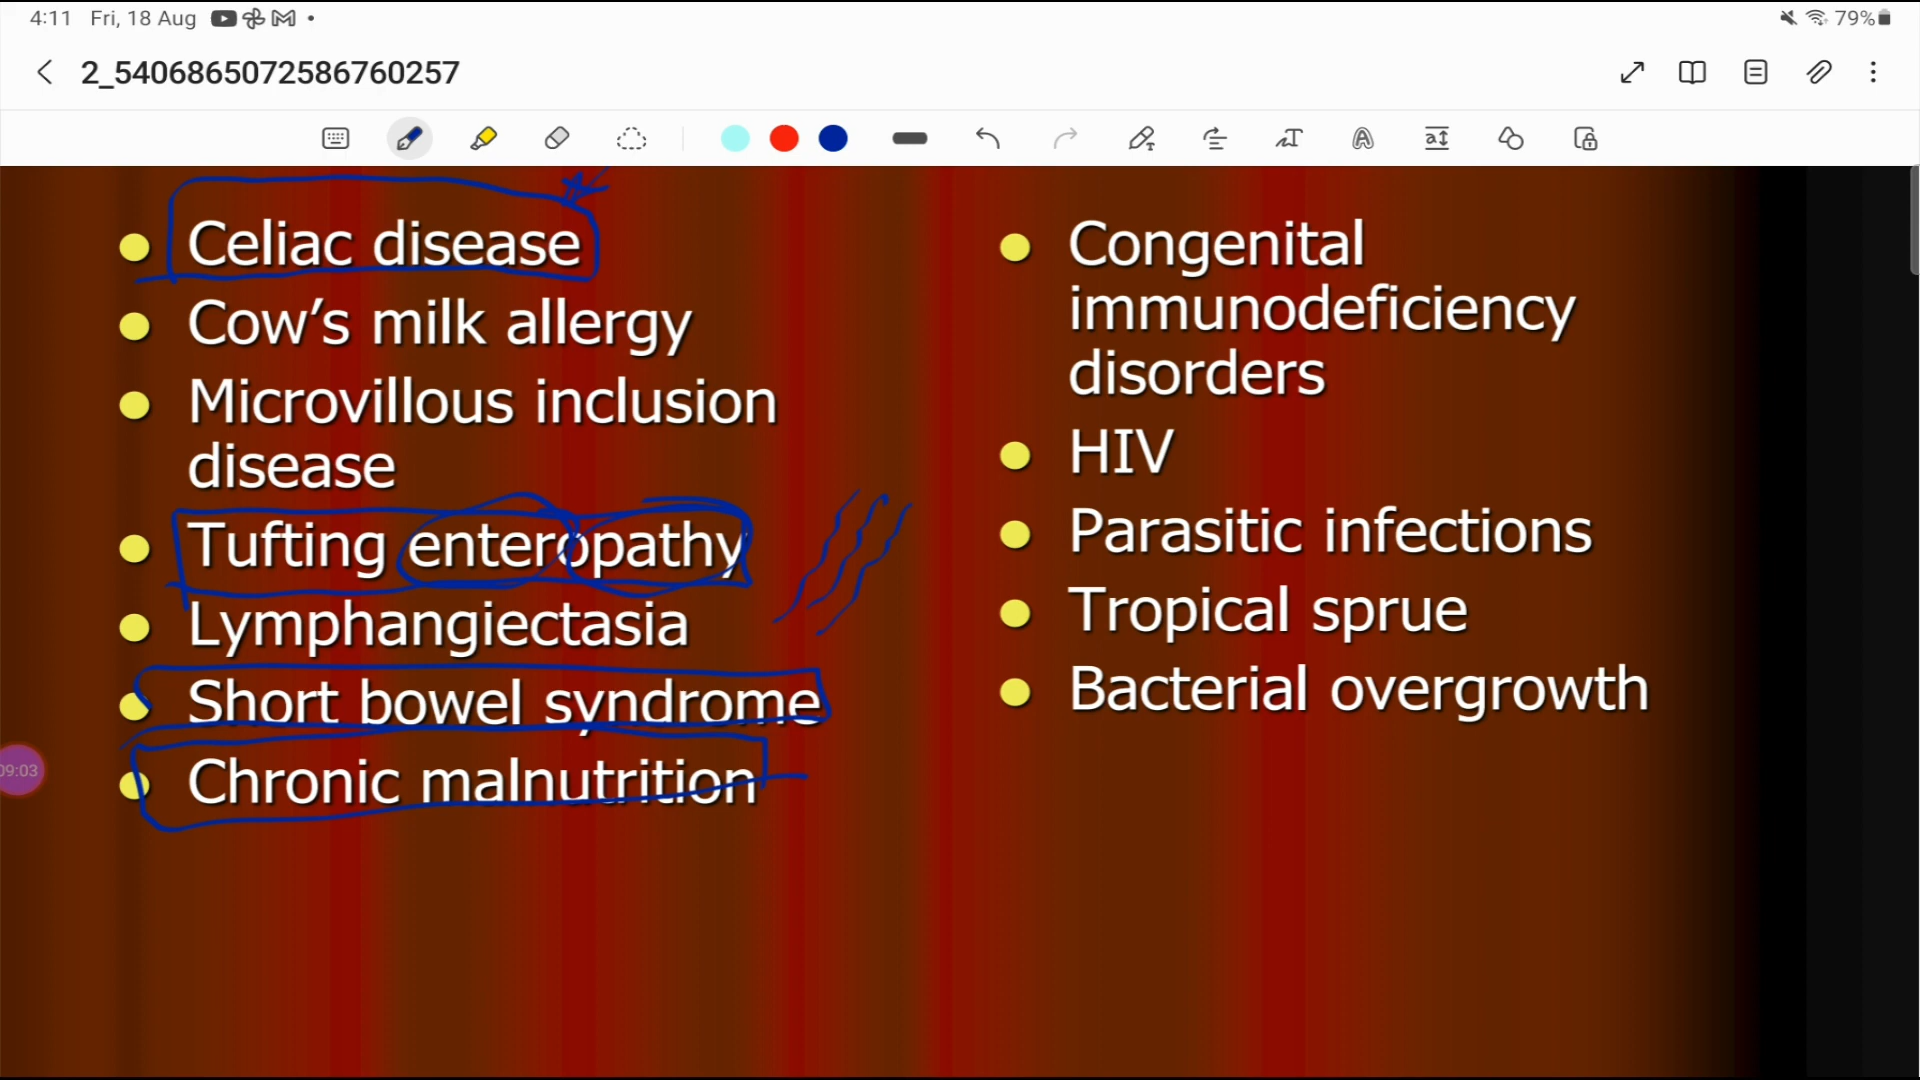 4:11 Fri, 18 Aug
79%
2_5406865072586760257
Celiac disease
Cow's milk allergy
Microvillous inclusion
disease
Tufting enteropathy
Lymphangiectasia
Short bowel syndrome
Chronic malnutrition
Congenital
immunodeficiency
disorders
HIV
Parasitic infections
Tropical sprue
Bacterial overgrowth
09:03